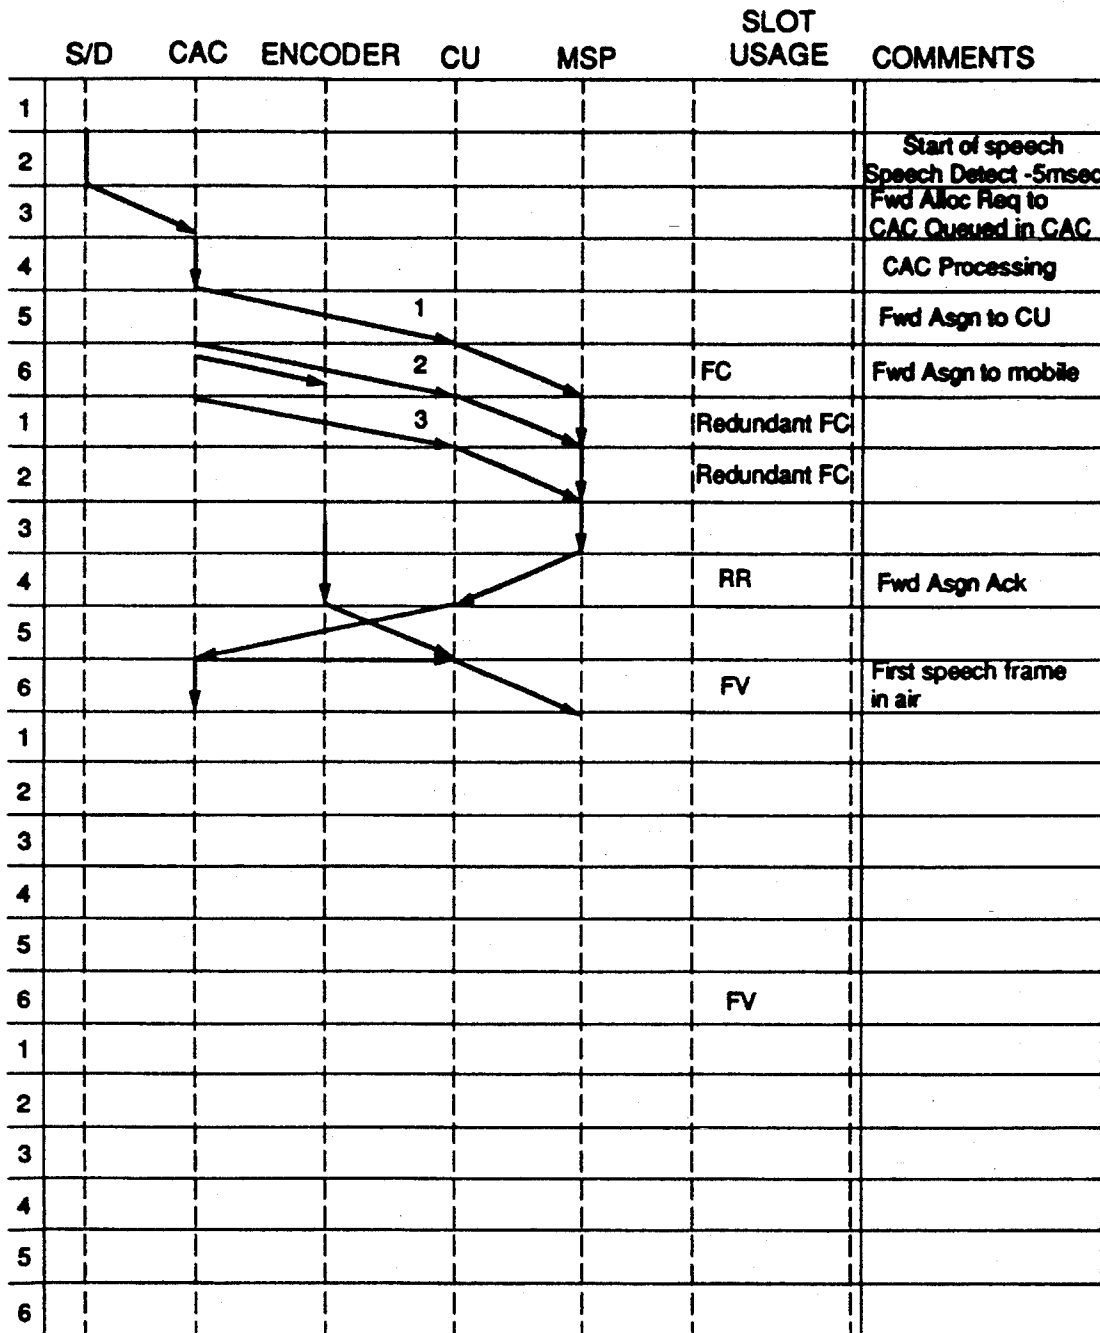 SLOT
S/D CAC ENCODER CU MSP USAGE COMMENTS
1
Start of speech
2
Speech Detect -5msec
Fwd Alloc Req to
3
CAC Queued in CAC
4 CAC Processing
5 1 Fwd Asgn to CU
6 2 FC Fwd Asgn to mobile
1 3 Redundant FC
2 Redundant FC
3
4 RR Fwd Asgn Ack
5
First speech frame
6 FV
in air
1
2
3
4
5
6 FV
1
2
3
4
5
6